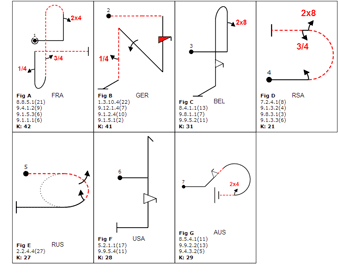 1
2x4
1/4
3/4
Fig A FRA
8.8.5.1(21)
9.4.1.2(9)
9.1.5.3(6)
9.1.1.1(6)
K: 42
2
1/4
Fig B GER
1.3.10.4(22)
9.12.1.4(7)
9.1.2.4(10)
9.1.5.1(2)
K: 41
3
2x8
Fig C BEL
8.4.1.1(13)
9.8.1.1(7)
9.9.5.2(11)
K: 31
2x8
3/4
4
Fig D RSA
7.2.4.1(8)
9.1.3.2(4)
9.8.3.1(3)
9.1.3.3(6)
K: 21
5
Fig E RUS
2.2.4.4(27)
K: 27
6
Fig F USA
5.2.1.1(17)
9.9.5.4(11)
K: 28
7
2x4
Fig G AUS
8.5.4.1(11)
9.9.2.2(13)
9.4.3.2(5)
K: 29